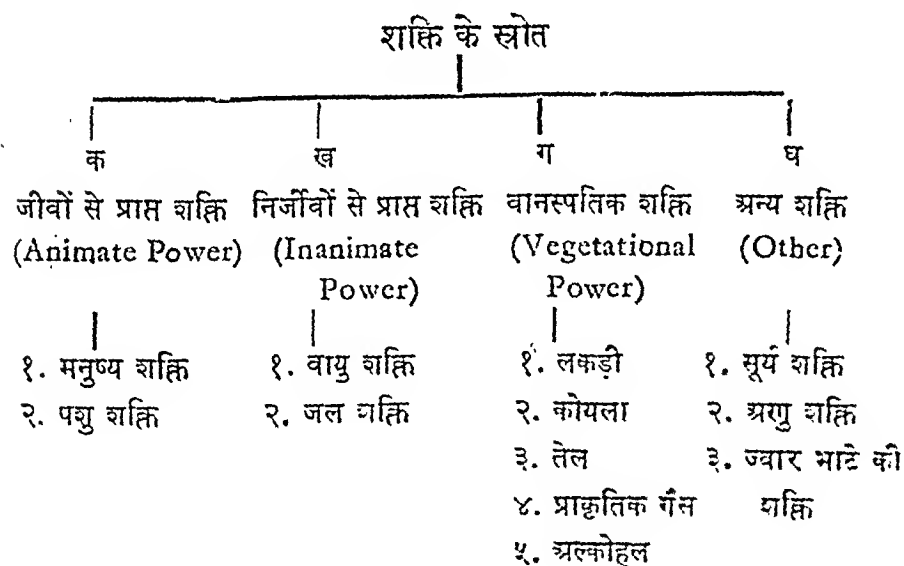 शक्ति के स्रोत
क ख ग घ
जीवों से प्राप्त शक्ति निर्जीवों से प्राप्त शक्ति वानस्पतिक शक्ति अन्य शक्ति
(Animate Power) (Inanimate (Vegetational (Other)
Power) Power)
१. मनुष्य शक्ति १. वायु शक्ति १. लकड़ी १. सूर्य शक्ति
२. पशु शक्ति २. जल शक्ति २. कोयला २. अणु शक्ति
३. तेल ३. ज्वार भाटे की
४. प्राकृतिक गैस शक्ति
५. अल्कोहल